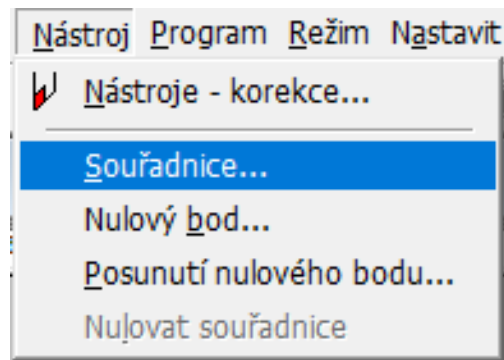 Nástroj Program Režim Nastavit
Nástroje - korekce...
Souřadnice...
Nulový bod...
Posunutí nulového bodu...
Nulovat souřadnice